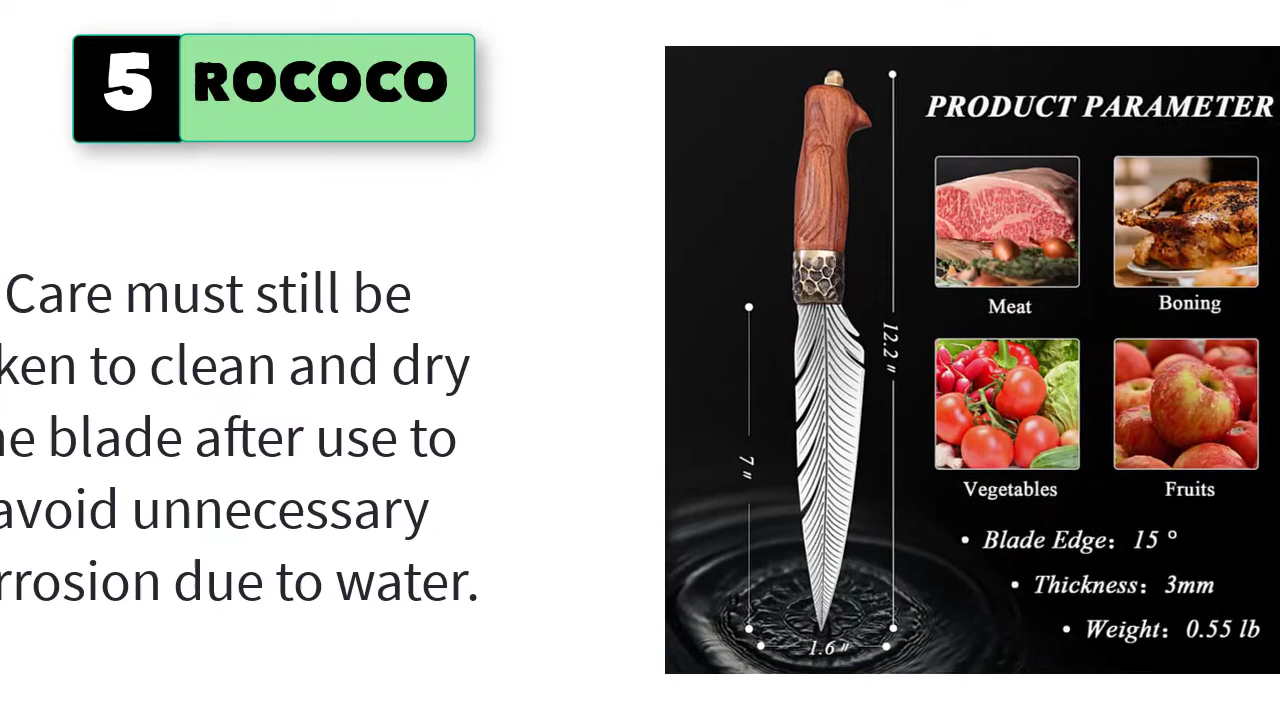 5 ROCOCO
Care must still be
ken to clean and dry
e blade after use to
avoid unnecessary
rrosion due to water.
PRODUCT PARAMETER
Meat
Boning
Vegetables
Fruits
• Blade Edge: 15 °
• Thickness: 3mm
• Weight: 0.55 lb
12.2 "
7 "
1.6 "